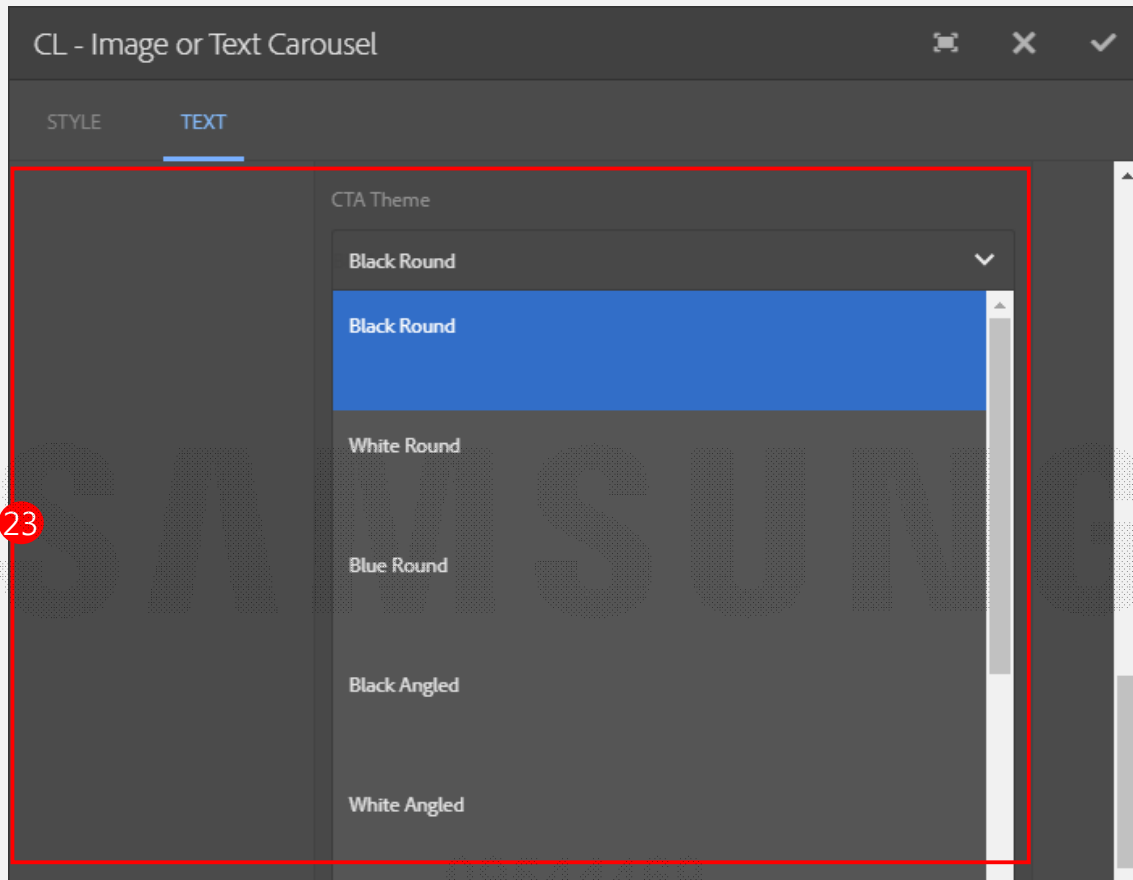 CL - Image or Text Carousel
STYLE TEXT
CTA Theme
Black Round
Black Round
White Round
SAMSUNG
23
Blue Round
Black Angled
White Angled